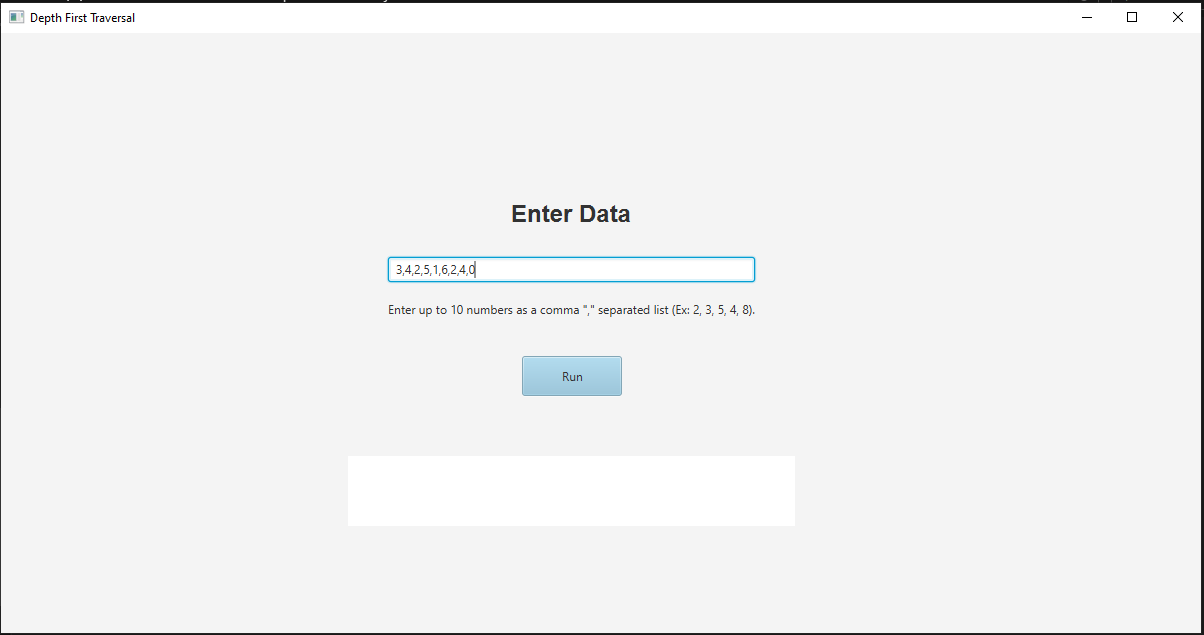 Depth First Traversal
Enter Data
3,4,2,5,1,6,2,4,0
Enter up to 10 numbers as a comma "," separated list (Ex: 2, 3, 5, 4, 8).
Run